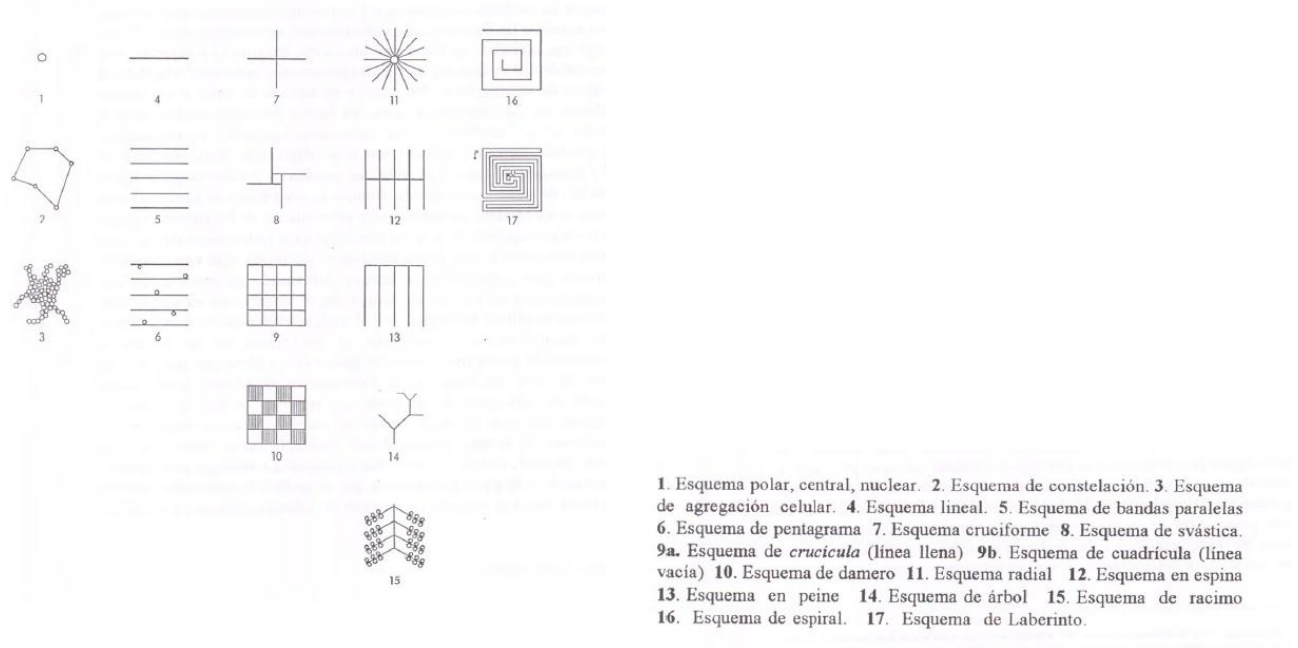 1
4
7
11
16
2
5
8
12
17
3
6
9
13
10
14
15
1. Esquema polar, central, nuclear. 2. Esquema de constelación. 3. Esquema
de agregación celular. 4. Esquema lineal. 5. Esquema de bandas paralelas
6. Esquema de pentagrama 7. Esquema cruciforme 8. Esquema de svástica.
9a. Esquema de crucicula (línea llena) 9b. Esquema de cuadrícula (línea
vacía) 10. Esquema de damero 11. Esquema radial 12. Esquema en espina
13. Esquema en peine 14. Esquema de árbol 15. Esquema de racimo
16. Esquema de espiral. 17. Esquema de Laberinto.